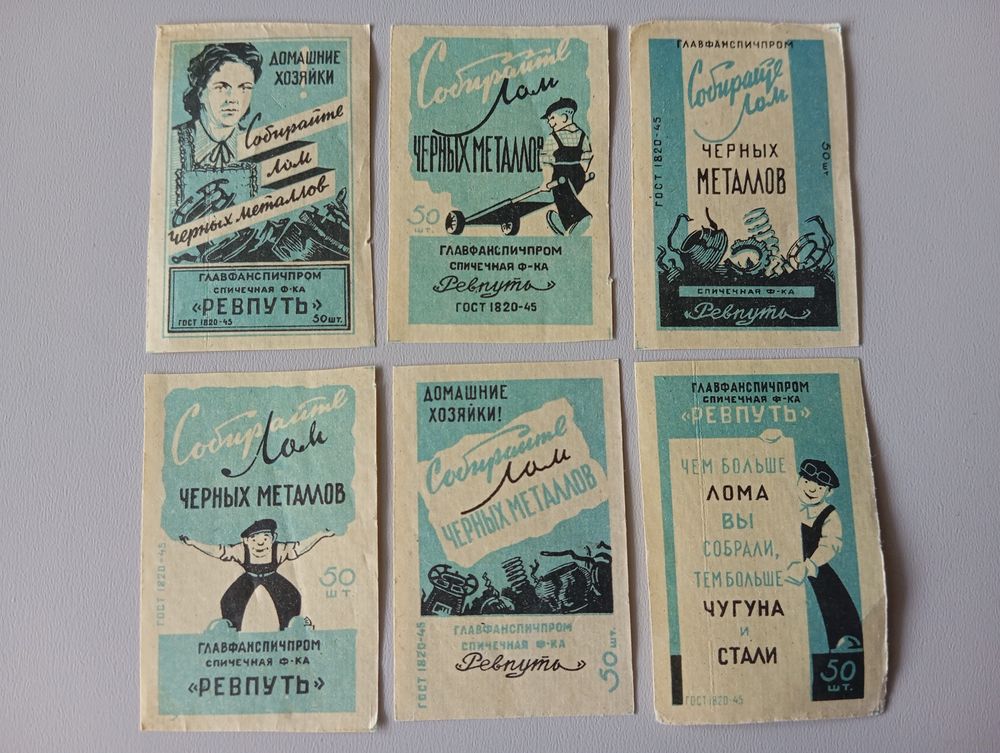 ДОМАШНИЕ
ХОЗЯЙКИ
!
Собирайте
лом
черных металлов
ГЛАВФАНСПИЧПРОМ
СПИЧЕЧНАЯ Ф-КА
«РЕВПУТЬ»
ГОСТ 1820-45 50 шт.
Собирайте
Лом
ЧЕРНЫХ МЕТАЛЛОВ
50
шт.
ГЛАВФАНСПИЧПРОМ
СПИЧЕЧНАЯ Ф-КА
«Ревпуть»
ГОСТ 1820-45
ГЛАВФАНСПИЧПРОМ
Собирайте
Лом
ЧЕРНЫХ
МЕТАЛЛОВ
ГОСТ 1820-45
50 шт
СПИЧЕЧНАЯ Ф-КА
«Ревпуть»
Собирайте
Лом
ЧЕРНЫХ МЕТАЛЛОВ
ГОСТ 1820-45
50
ШТ.
ГЛАВФАНСПИЧПРОМ
СПИЧЕЧНАЯ Ф-КА
«РЕВПУТЬ»
ДОМАШНИЕ
ХОЗЯЙКИ!
Собирайте
Лом
ЧЕРНЫХ МЕТАЛЛОВ
ГОСТ 1820-45
ГЛАВФАНСПИЧПРОМ
СПИЧЕЧНАЯ Ф-КА
«Ревпуть»
50 шт.
ГЛАВФАНСПИЧПРОМ
СПИЧЕЧНАЯ Ф-КА
«РЕВПУТЬ»
ЧЕМ БОЛЬШЕ
ЛОМА
ВЫ
СОБРАЛИ,
ТЕМ БОЛЬШЕ
ЧУГУНА
И
СТАЛИ
50
ШТ.
ГОСТ 1820-45